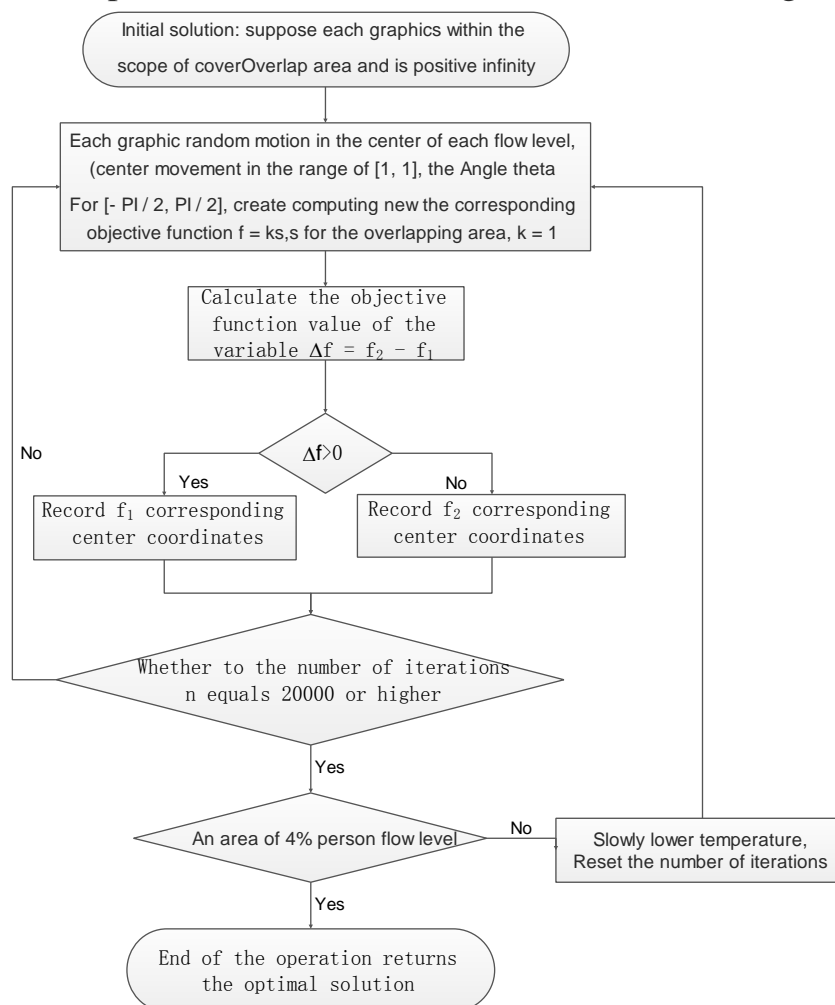 Initial solution: suppose each graphics within the
scope of coverOverlap area and is positive infinity
Each graphic random motion in the center of each flow level,
(center movement in the range of [1, 1], the Angle theta
For [- PI / 2, PI / 2], create computing new the corresponding
objective function f = ks,s for the overlapping area, k = 1
Calculate the objective
function value of the
variable Δf = f₂ − f₁
Δf>0
No
Yes
No
Record f₁ corresponding
center coordinates
Record f₂ corresponding
center coordinates
Whether to the number of iterations
n equals 20000 or higher
Yes
An area of 4% person flow level
No
Slowly lower temperature,
Reset the number of iterations
Yes
End of the operation returns
the optimal solution